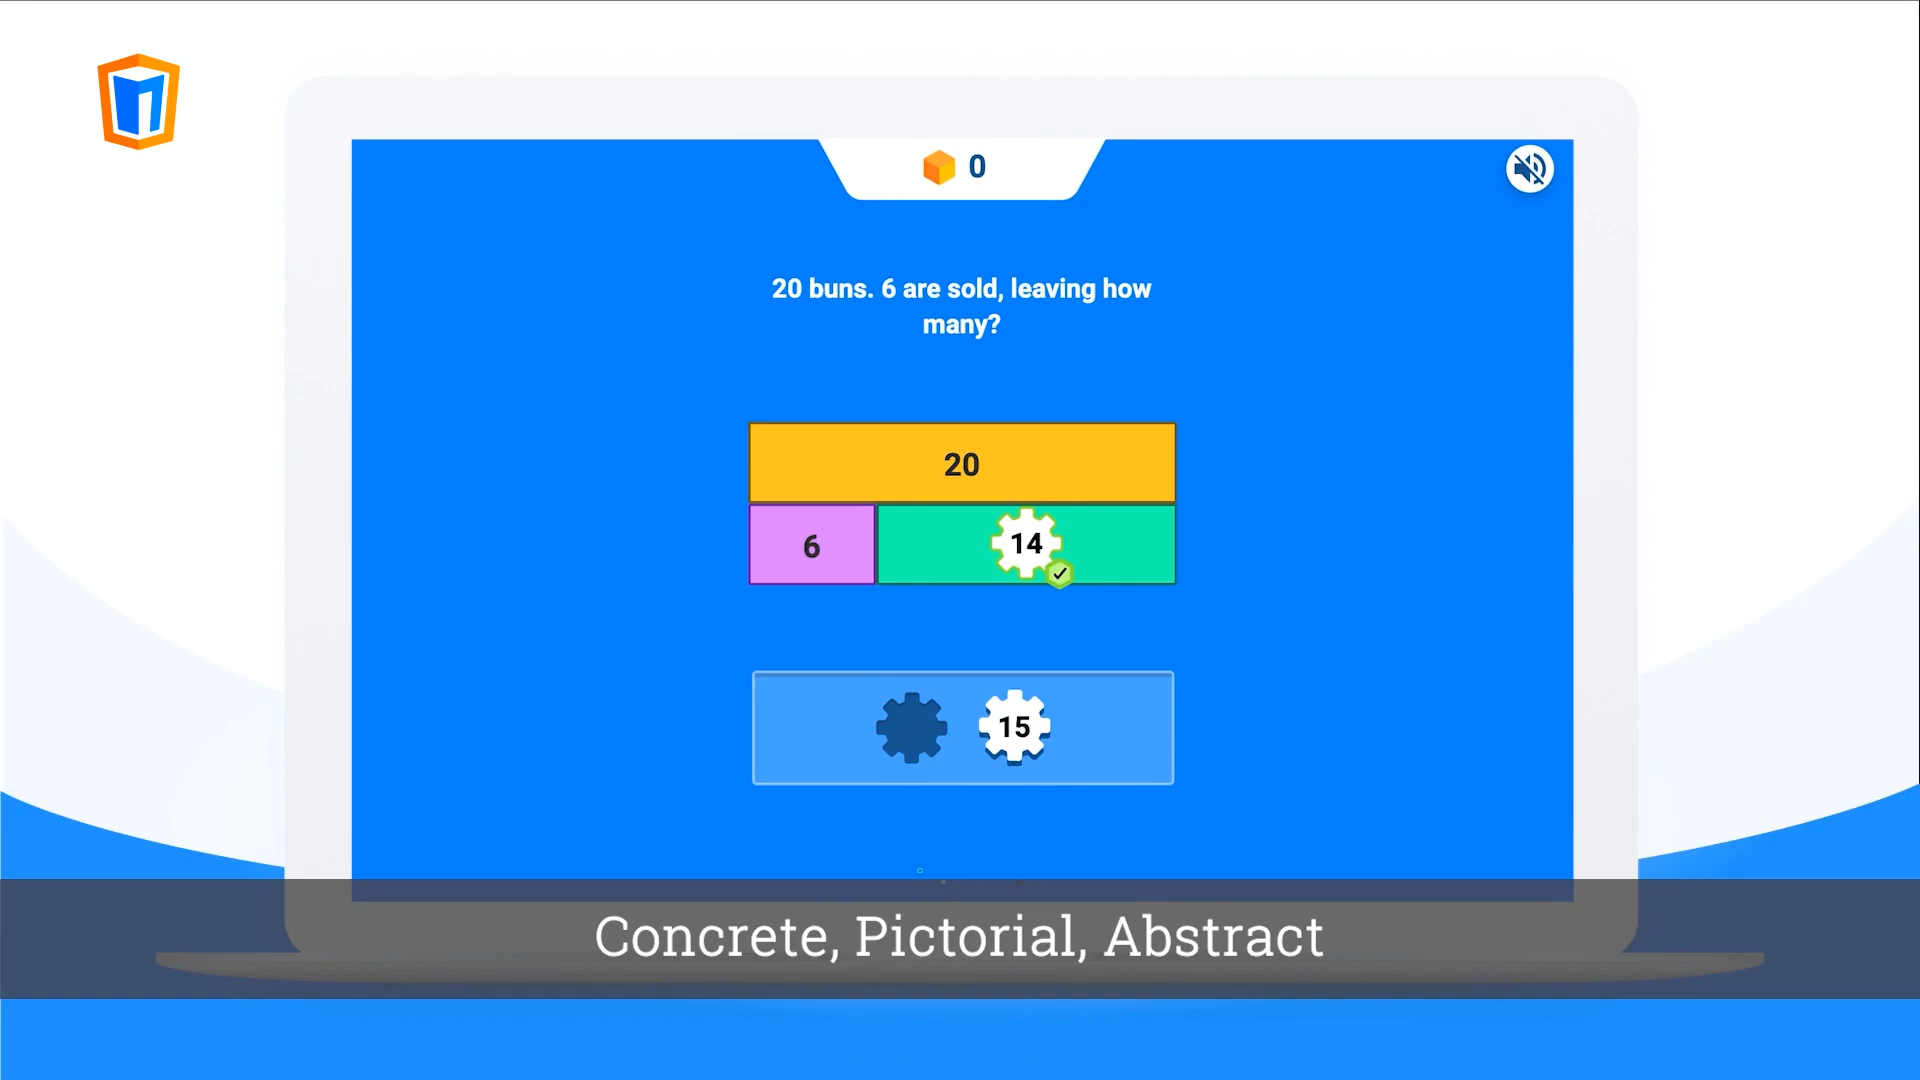 0
20 buns. 6 are sold, leaving how
many?
20
6
14
15
Concrete, Pictorial, Abstract